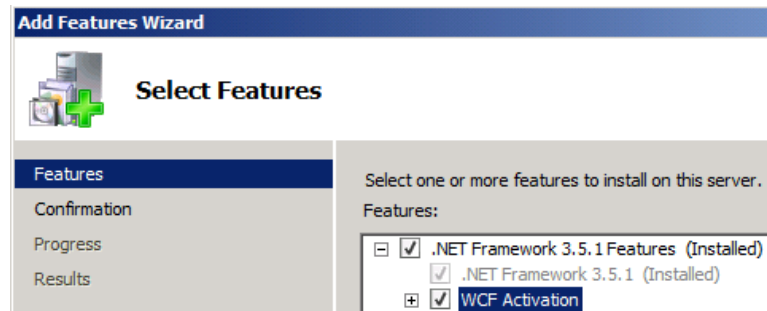 Add Features Wizard
Select Features
Features
Confirmation
Progress
Results
Select one or more features to install on this server.
Features:
.NET Framework 3.5.1 Features (Installed)
.NET Framework 3.5.1 (Installed)
WCF Activation